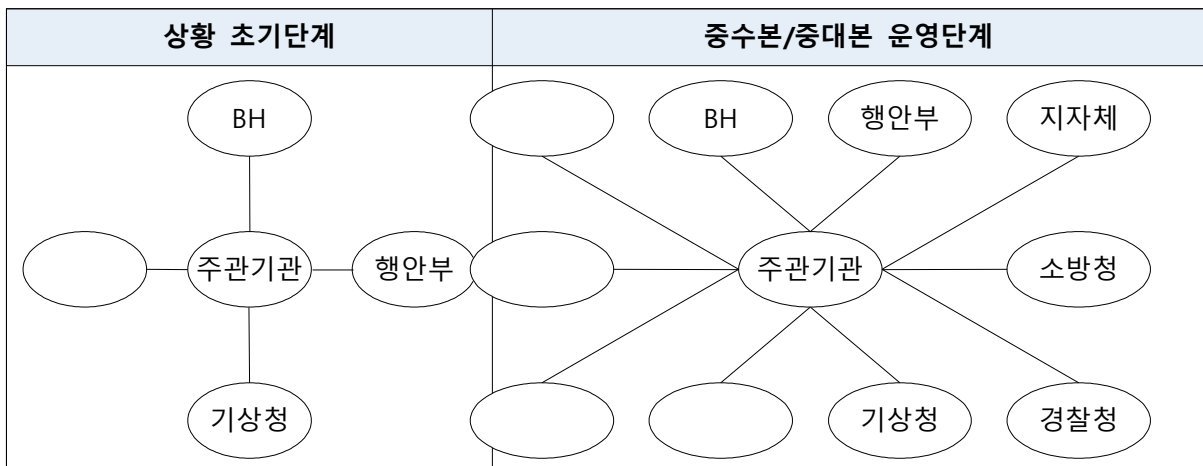 상황 초기단계
중수본/중대본 운영단계
BH
주관기관
행안부
기상청
BH
행안부
지자체
주관기관
소방청
기상청
경찰청